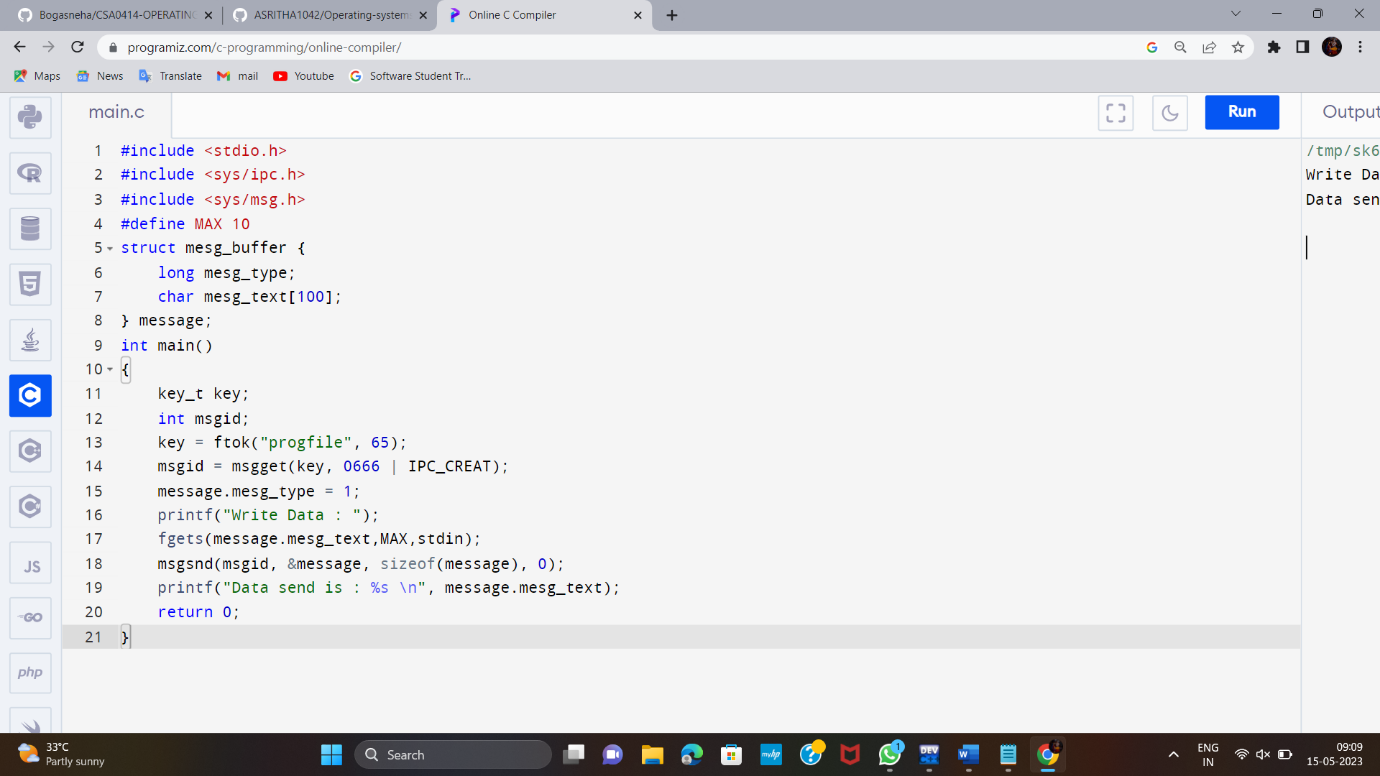 Bogasneha/CSA0414-OPERATING
ASRITHA1042/Operating-system
Online C Compiler
programiz.com/c-programming/online-compiler/
Maps News Translate mail Youtube Software Student Tr...
main.c Run Output
1 #include <stdio.h>
2 #include <sys/ipc.h>
3 #include <sys/msg.h>
4 #define MAX 10
5 struct mesg_buffer {
6 long mesg_type;
7 char mesg_text[100];
8 } message;
9 int main()
10 {
11 key_t key;
12 int msgid;
13 key = ftok("progfile", 65);
14 msgid = msgget(key, 0666 | IPC_CREAT);
15 message.mesg_type = 1;
16 printf("Write Data : ");
17 fgets(message.mesg_text,MAX,stdin);
18 msgsnd(msgid, &message, sizeof(message), 0);
19 printf("Data send is : %s \n", message.mesg_text);
20 return 0;
21 }
/tmp/sk6
Write Da
Data sen
JS
GO
php
33°C
Partly sunny
Search
myhp
DEV
1
ENG
IN
09:09
15-05-2023